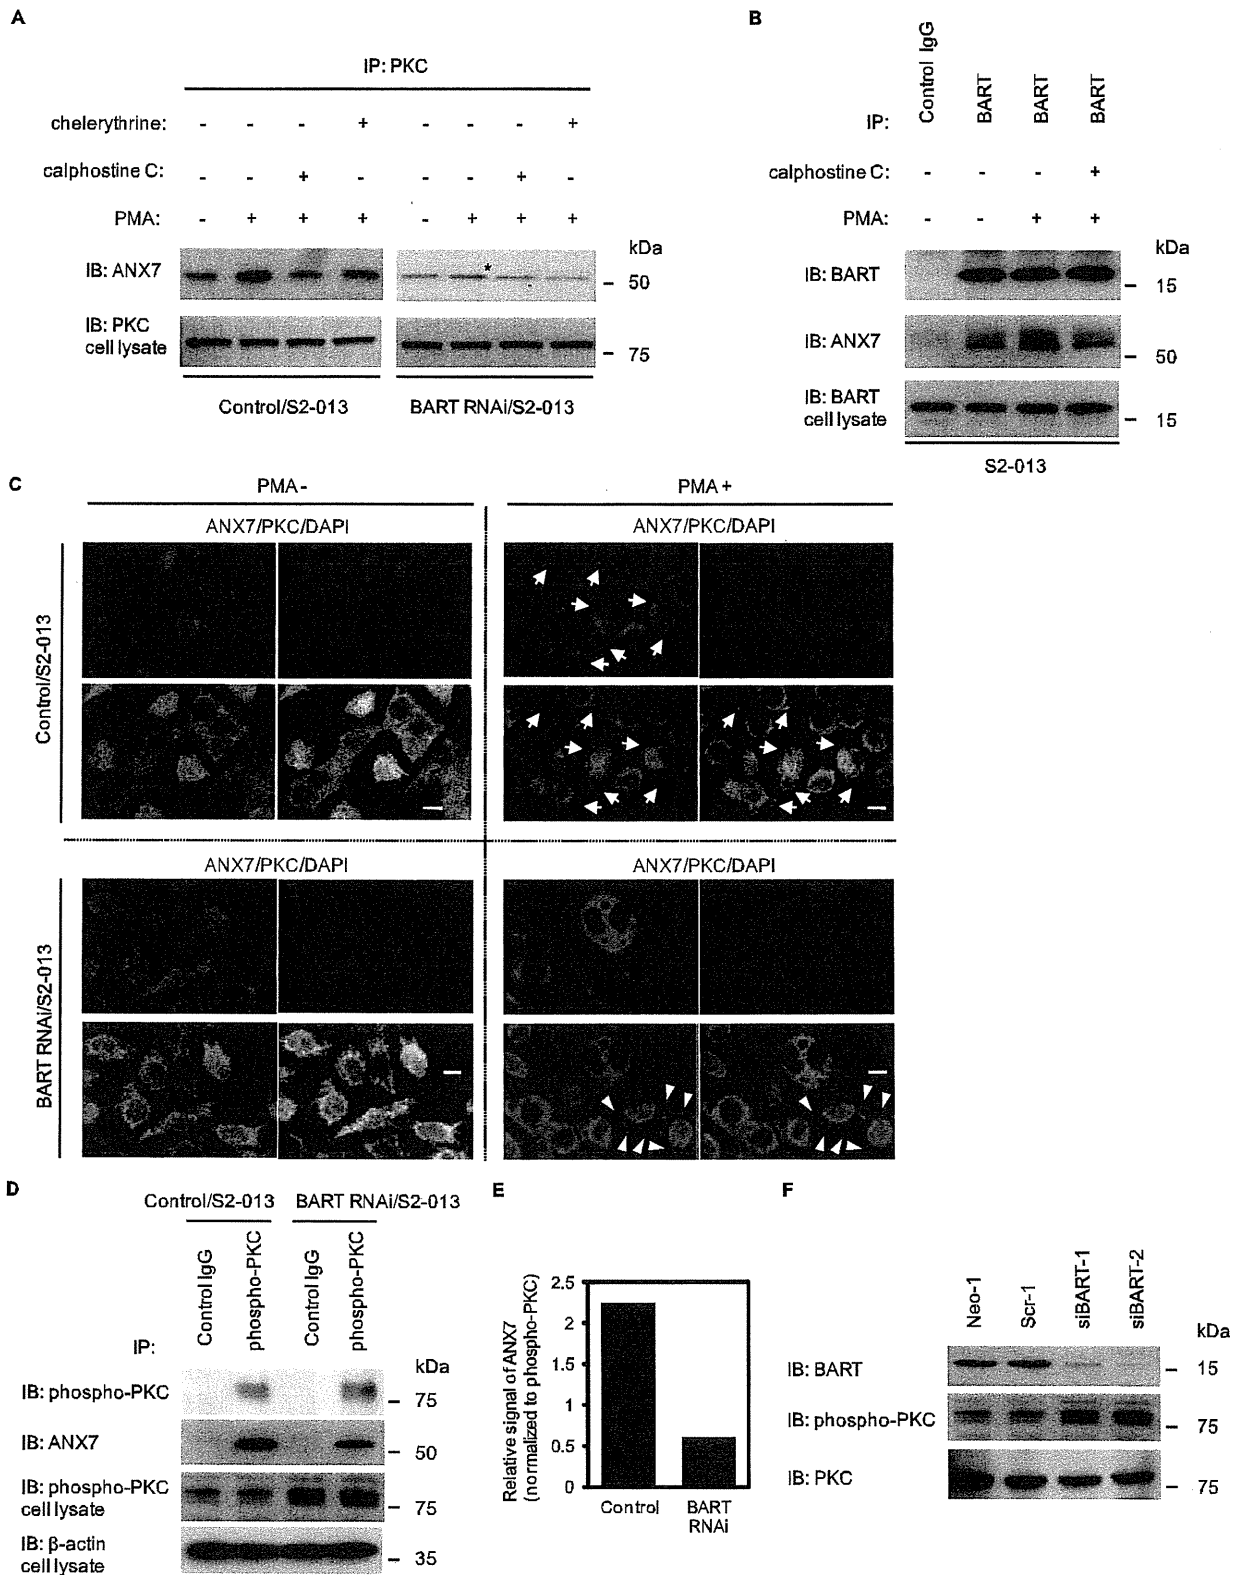 A
IP: PKC
chelerythrine: - - - + - - - +
calphostine C: - - + - - - + -
PMA: - + + + - + + +
kDa
IB: ANX7
*
– 50
IB: PKC
cell lysate
– 75
Control/S2-013
BART RNAi/S2-013
B
IP: Control IgG BART BART BART
calphostine C: - - - +
PMA: - - + +
kDa
IB: BART
– 15
IB: ANX7
– 50
IB: BART
cell lysate
– 15
S2-013
C
PMA -
PMA +
ANX7/PKC/DAPI
ANX7/PKC/DAPI
Control/S2-013
ANX7/PKC/DAPI
ANX7/PKC/DAPI
BART RNAi/S2-013
D
Control/S2-013
BART RNAi/S2-013
IP: Control IgG phospho-PKC Control IgG phospho-PKC
kDa
IB: phospho-PKC
– 75
IB: ANX7
– 50
IB: phospho-PKC
cell lysate
– 75
IB: β-actin
cell lysate
– 35
E
Relative signal of ANX7
(normalized to phospho-PKC)
2.5
2
1.5
1
0.5
0
Control
BART
RNAi
F
Neo-1 Scr-1 siBART-1 siBART-2
kDa
IB: BART
– 15
IB: phospho-PKC
– 75
IB: PKC
– 75